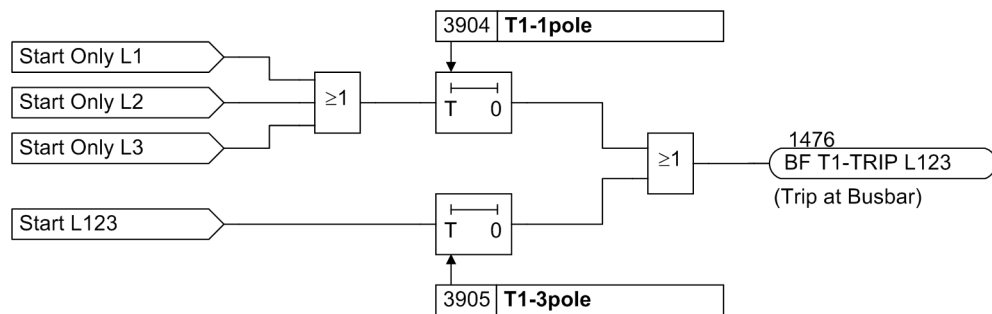 3904 T1-1pole
Start Only L1
Start Only L2
Start Only L3
≥1
T 0
≥1
1476
BF T1-TRIP L123
(Trip at Busbar)
Start L123
T 0
3905 T1-3pole